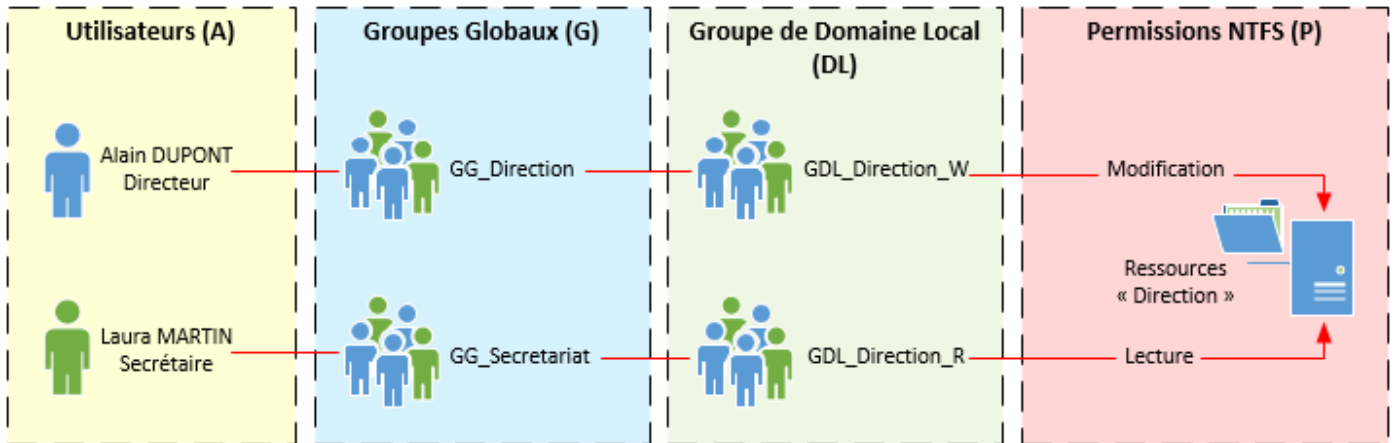 Utilisateurs (A)
Groupes Globaux (G)
Groupe de Domaine Local
(DL)
Permissions NTFS (P)
Alain DUPONT
Directeur
GG_Direction
GDL_Direction_W
Modification
Ressources
« Direction »
Laura MARTIN
Secrétaire
GG_Secretariat
GDL_Direction_R
Lecture